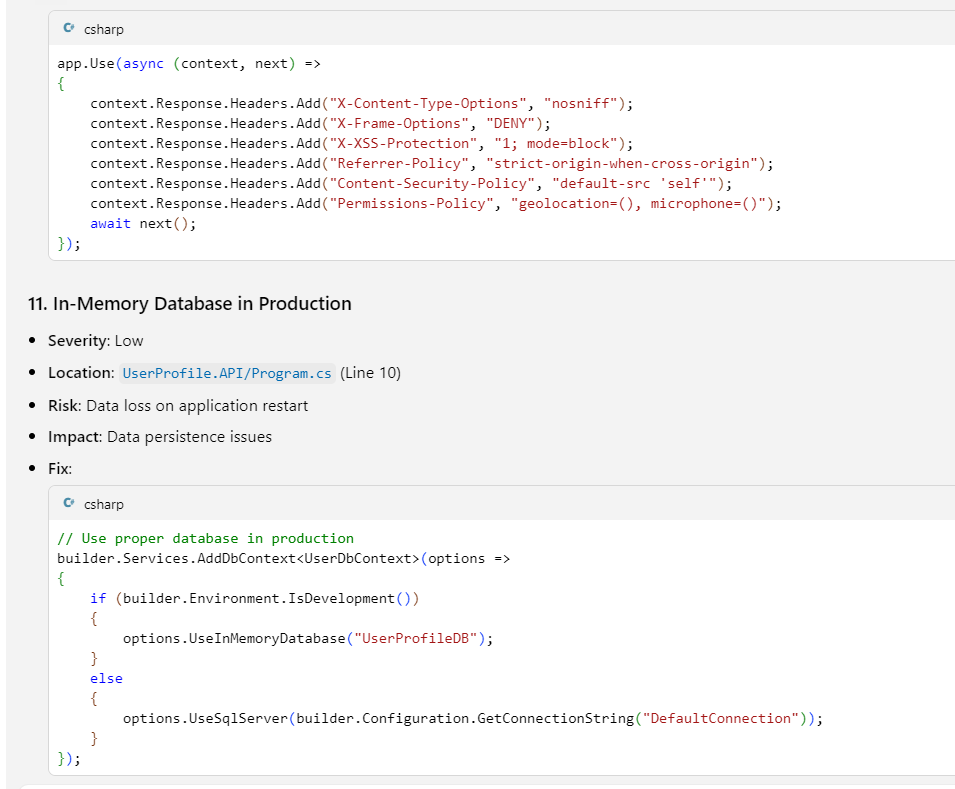 csharp
app.Use(async (context, next) =>
{
    context.Response.Headers.Add("X-Content-Type-Options", "nosniff");
    context.Response.Headers.Add("X-Frame-Options", "DENY");
    context.Response.Headers.Add("X-XSS-Protection", "1; mode=block");
    context.Response.Headers.Add("Referrer-Policy", "strict-origin-when-cross-origin");
    context.Response.Headers.Add("Content-Security-Policy", "default-src 'self'");
    context.Response.Headers.Add("Permissions-Policy", "geolocation=(), microphone=()");
    await next();
});
11. In-Memory Database in Production
• Severity: Low
• Location: UserProfile.API/Program.cs (Line 10)
• Risk: Data loss on application restart
• Impact: Data persistence issues
• Fix:
csharp
// Use proper database in production
builder.Services.AddDbContext<UserDbContext>(options =>
{
    if (builder.Environment.IsDevelopment())
    {
        options.UseInMemoryDatabase("UserProfileDB");
    }
    else
    {
        options.UseSqlServer(builder.Configuration.GetConnectionString("DefaultConnection"));
    }
});